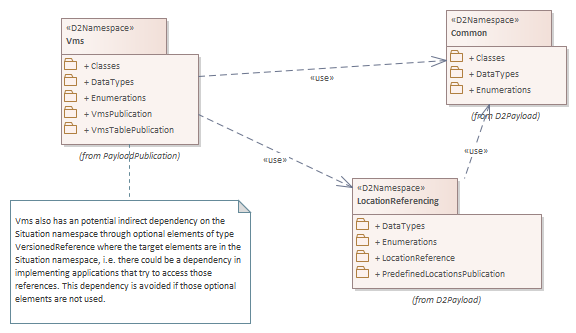 «D2Namespace»
Vms
+ Classes
+ DataTypes
+ Enumerations
+ VmsPublication
+ VmsTablePublication
(from PayloadPublication)
«use»
«use»
«D2Namespace»
Common
+ Classes
+ DataTypes
+ Enumerations
(from D2Payload)
«use»
«D2Namespace»
LocationReferencing
+ DataTypes
+ Enumerations
+ LocationReference
+ PredefinedLocationsPublication
(from D2Payload)
Vms also has an potential indirect dependency on the
Situation namespace through optional elements of type
VersionedReference where the target elements are in the
Situation namespace, i.e. there could be a dependency in
implementing applications that try to access those
references. This dependency is avoided if those optional
elements are not used.